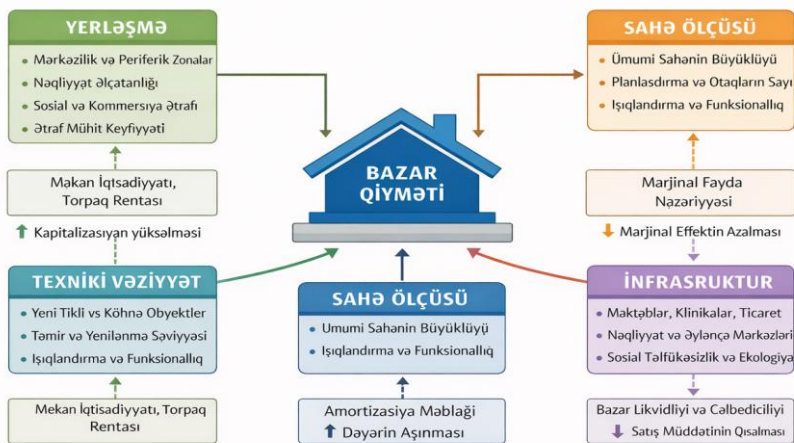 YERLƏŞMƏ
• Mərkəzilik və Periferik Zonalar
• Nəqliyyat Əlçatanlığı
• Sosial və Kommersiya Ətrafı
• Ətraf Mühit Keyfiyyəti
Məkan İqtisadiyyatı,
Torpaq Rentası
↑ Kapitalizasıyan yüksəlməsi
TEXNİKİ VƏZİYYƏT
• Yeni Tikli vs Köhnə Obyektlər
• Təmir və Yenilənmə Səviyyəsi
• Işıqlandırma və Funksionallıq
Mekan İqtisadiyyatı, Torpaq
Rentası
BAZAR
QİYMƏTİ
SAHƏ ÖLÇÜSÜ
• Umumi Sahənin Büyüklüyü
• Işıqlandırma və Funksionallıq
Amortizasiya Məblaği
↑ Dəyərin Aşınması
SAHƏ ÖLÇÜSÜ
• Ümumi Sahenin Büyüklüyü
• Planlasdırma və Otaqların Sayı
• Işıqlandırma və Funksionallıq
Marjinal Fayda
Nəzəriyyəsi
↓ Marjinal Effektin Azalması
İNFRASRUKTUR
• Məktəblər, Klinikalar, Ticaret
• Nəqliyyat və Əyləncə Mərkəzləri
• Sosial Təlfükəsizlik və Ekologiya
Bazar Likvidliyi və Cəlbediciliyi
↓ Satış Müddətinin Qısalması